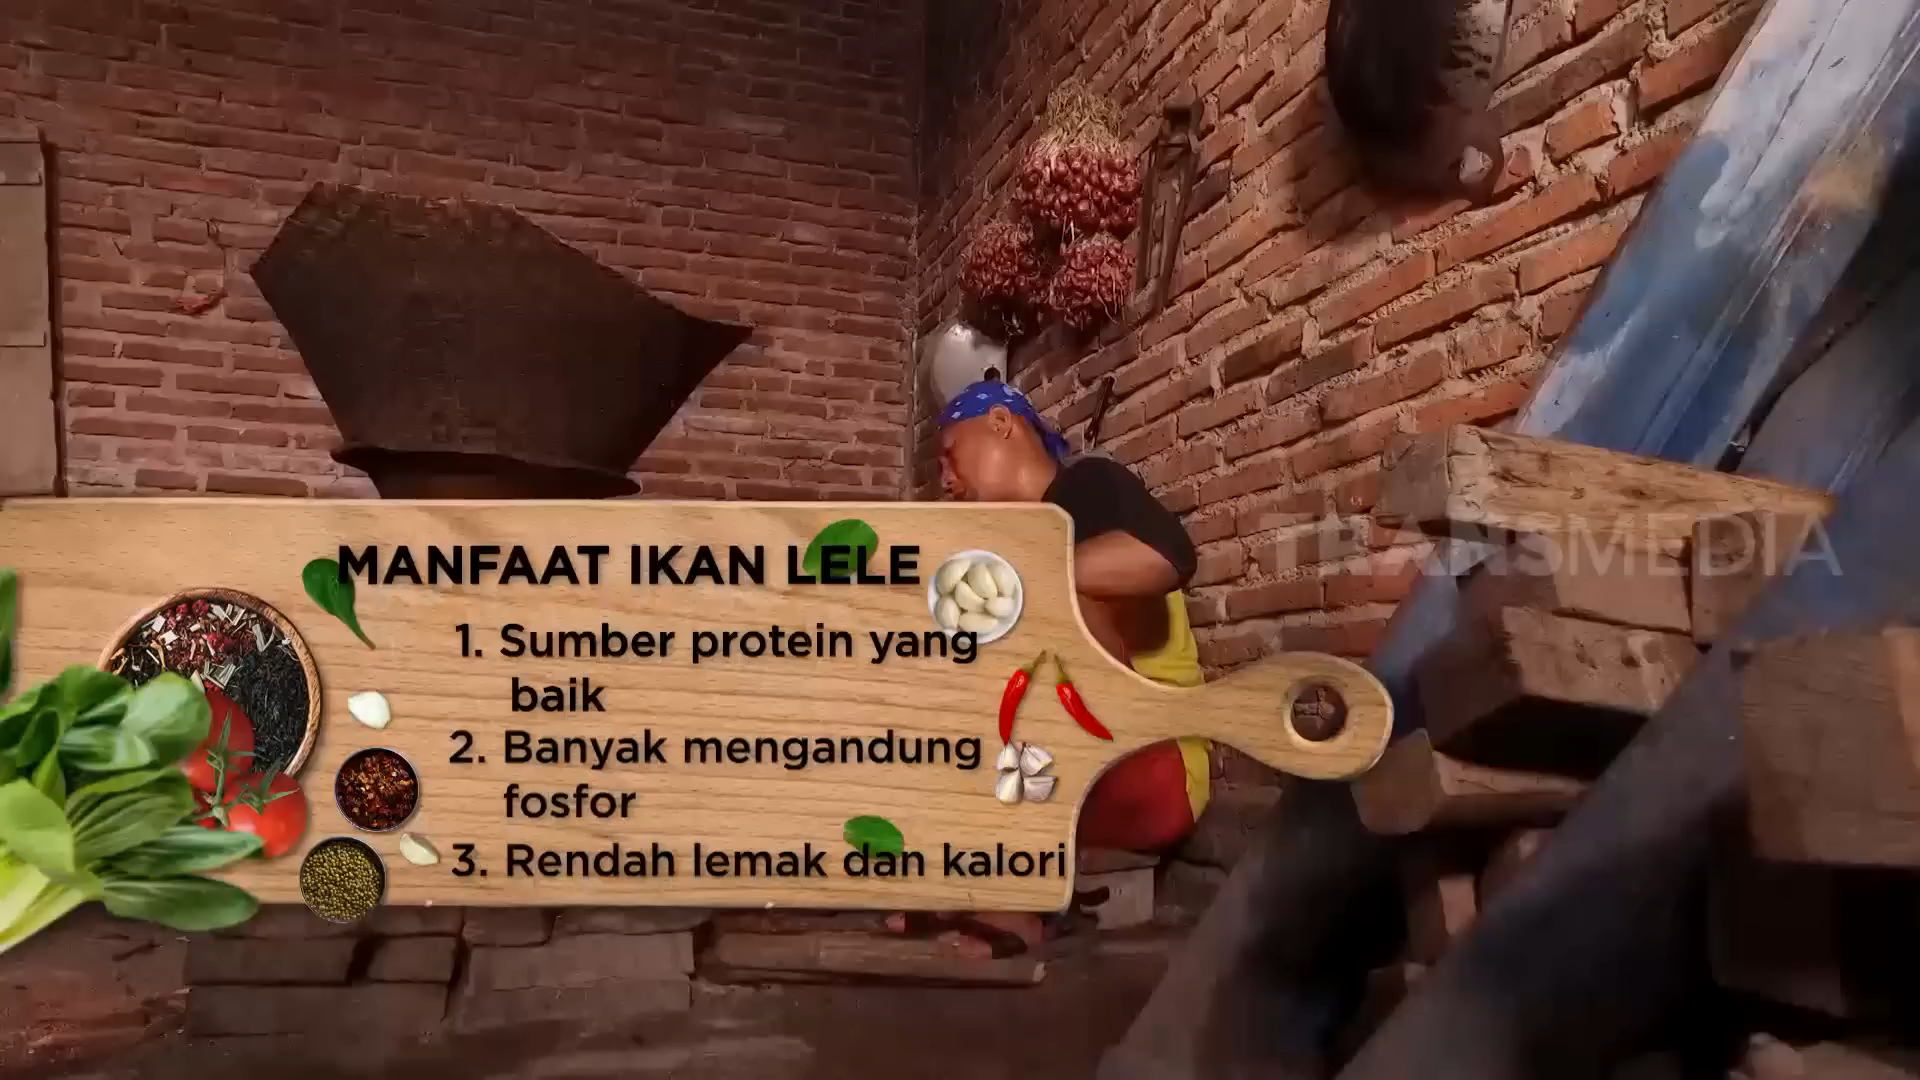 MANFAAT IKAN LELE
1. Sumber protein yang
baik
2. Banyak mengandung
fosfor
3. Rendah lemak dan kalori
TRANSMEDIA